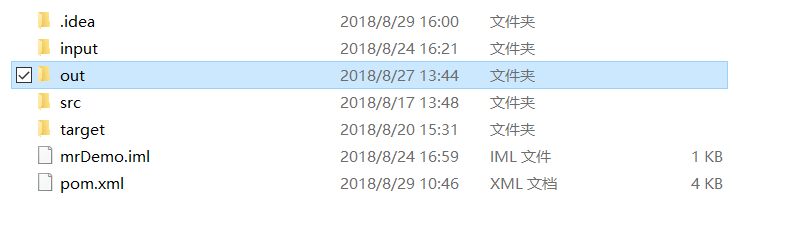 .idea 2018/8/29 16:00 文件夹
input 2018/8/24 16:21 文件夹
out 2018/8/27 13:44 文件夹
src 2018/8/17 13:48 文件夹
target 2018/8/20 15:31 文件夹
mrDemo.iml 2018/8/24 16:59 IML 文件 1 KB
pom.xml 2018/8/29 10:46 XML 文档 4 KB